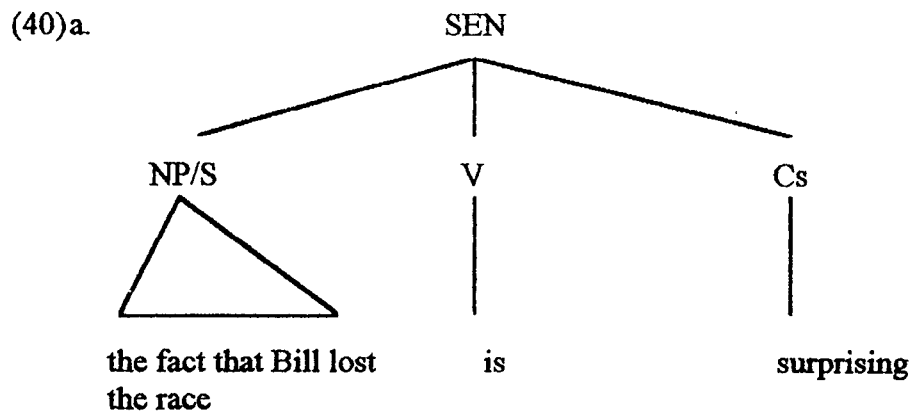 (40)a. SEN
NP/S V Cs
the fact that Bill lost is surprising
the race